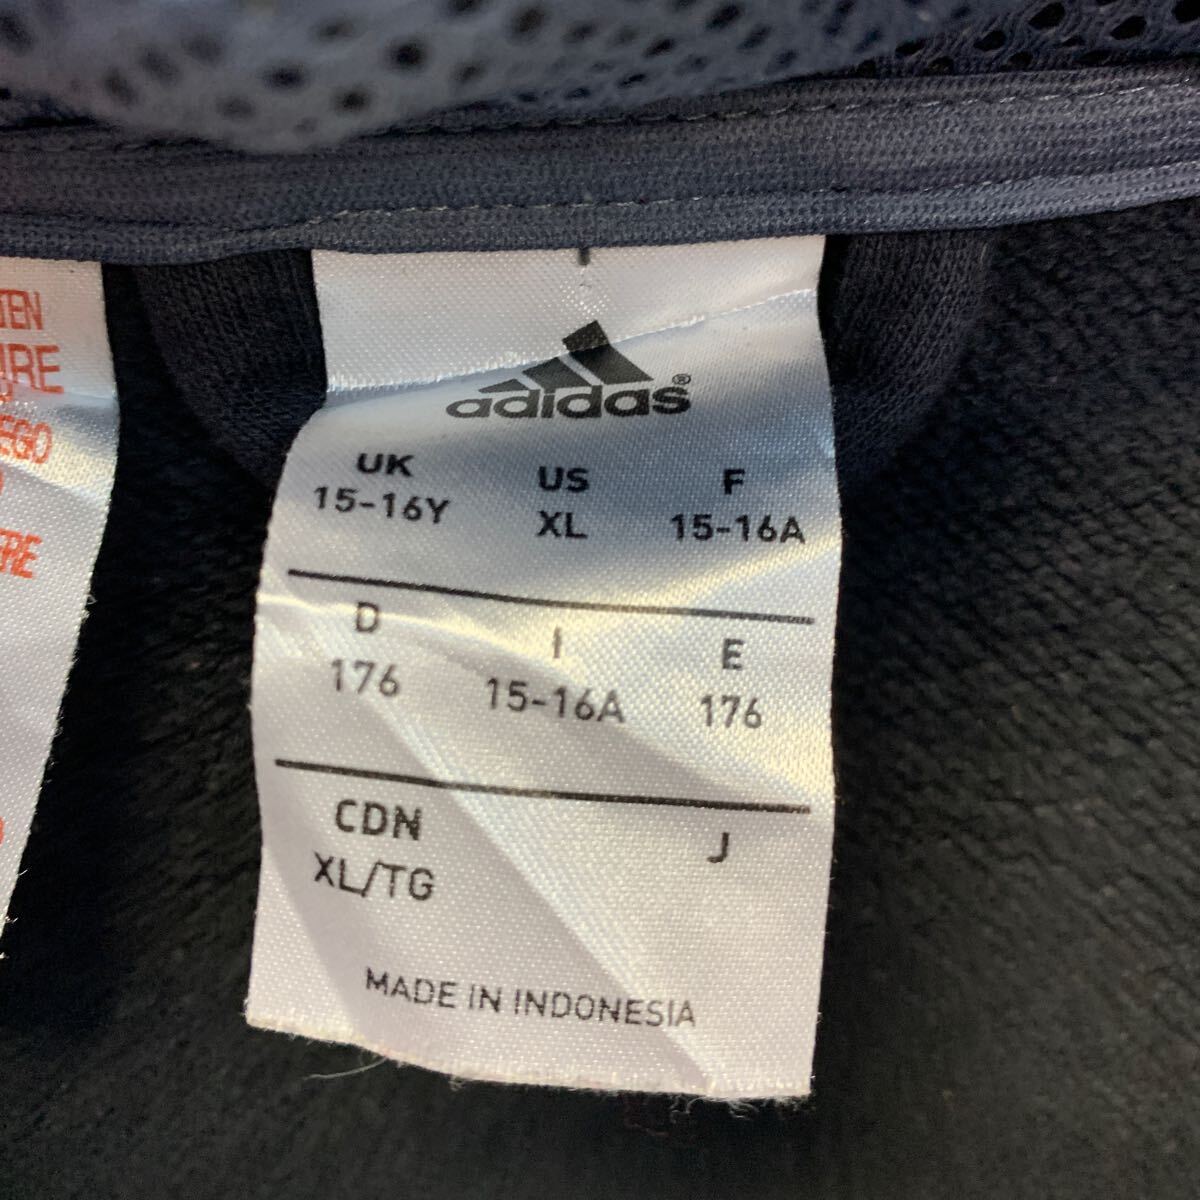 adidas®
UK US F
15-16Y XL 15-16A
D I E
176 15-16A 176
CDN J
XL/TG
MADE IN INDONESIA